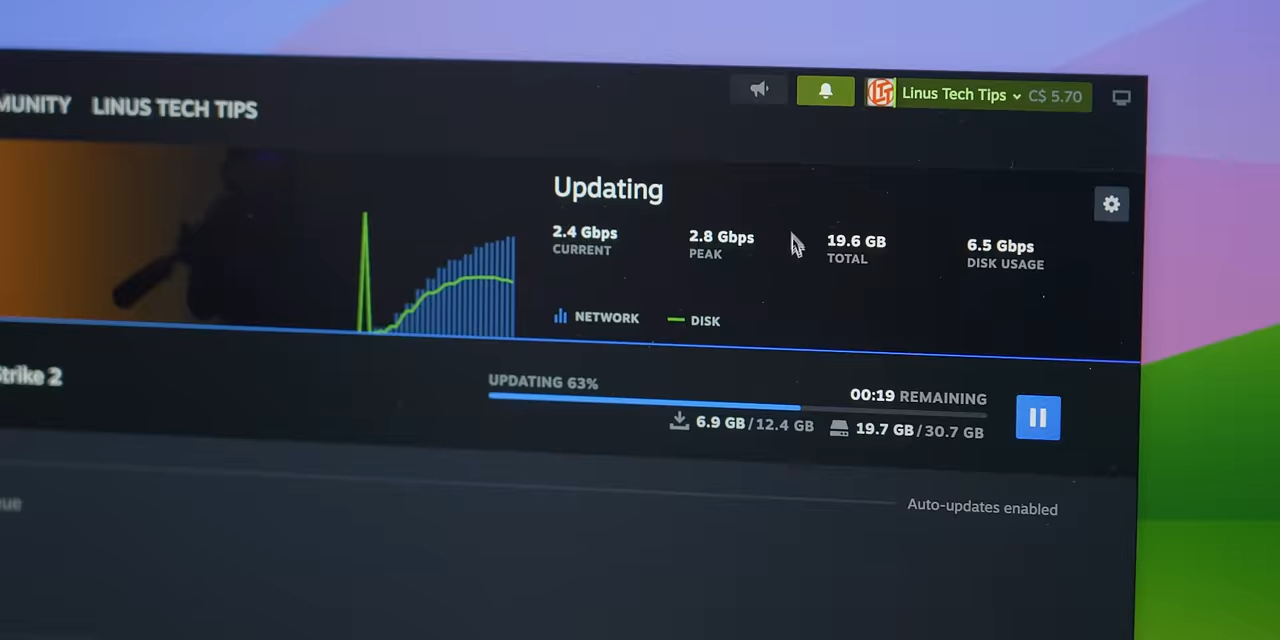 MUNITY LINUS TECH TIPS
LTT Linus Tech Tips C$ 5.70
Updating
2.4 Gbps 2.8 Gbps 19.6 GB 6.5 Gbps
CURRENT PEAK TOTAL DISK USAGE
NETWORK DISK
Strike 2
UPDATING 63% 00:19 REMAINING
6.9 GB / 12.4 GB 19.7 GB / 30.7 GB
ue
Auto-updates enabled